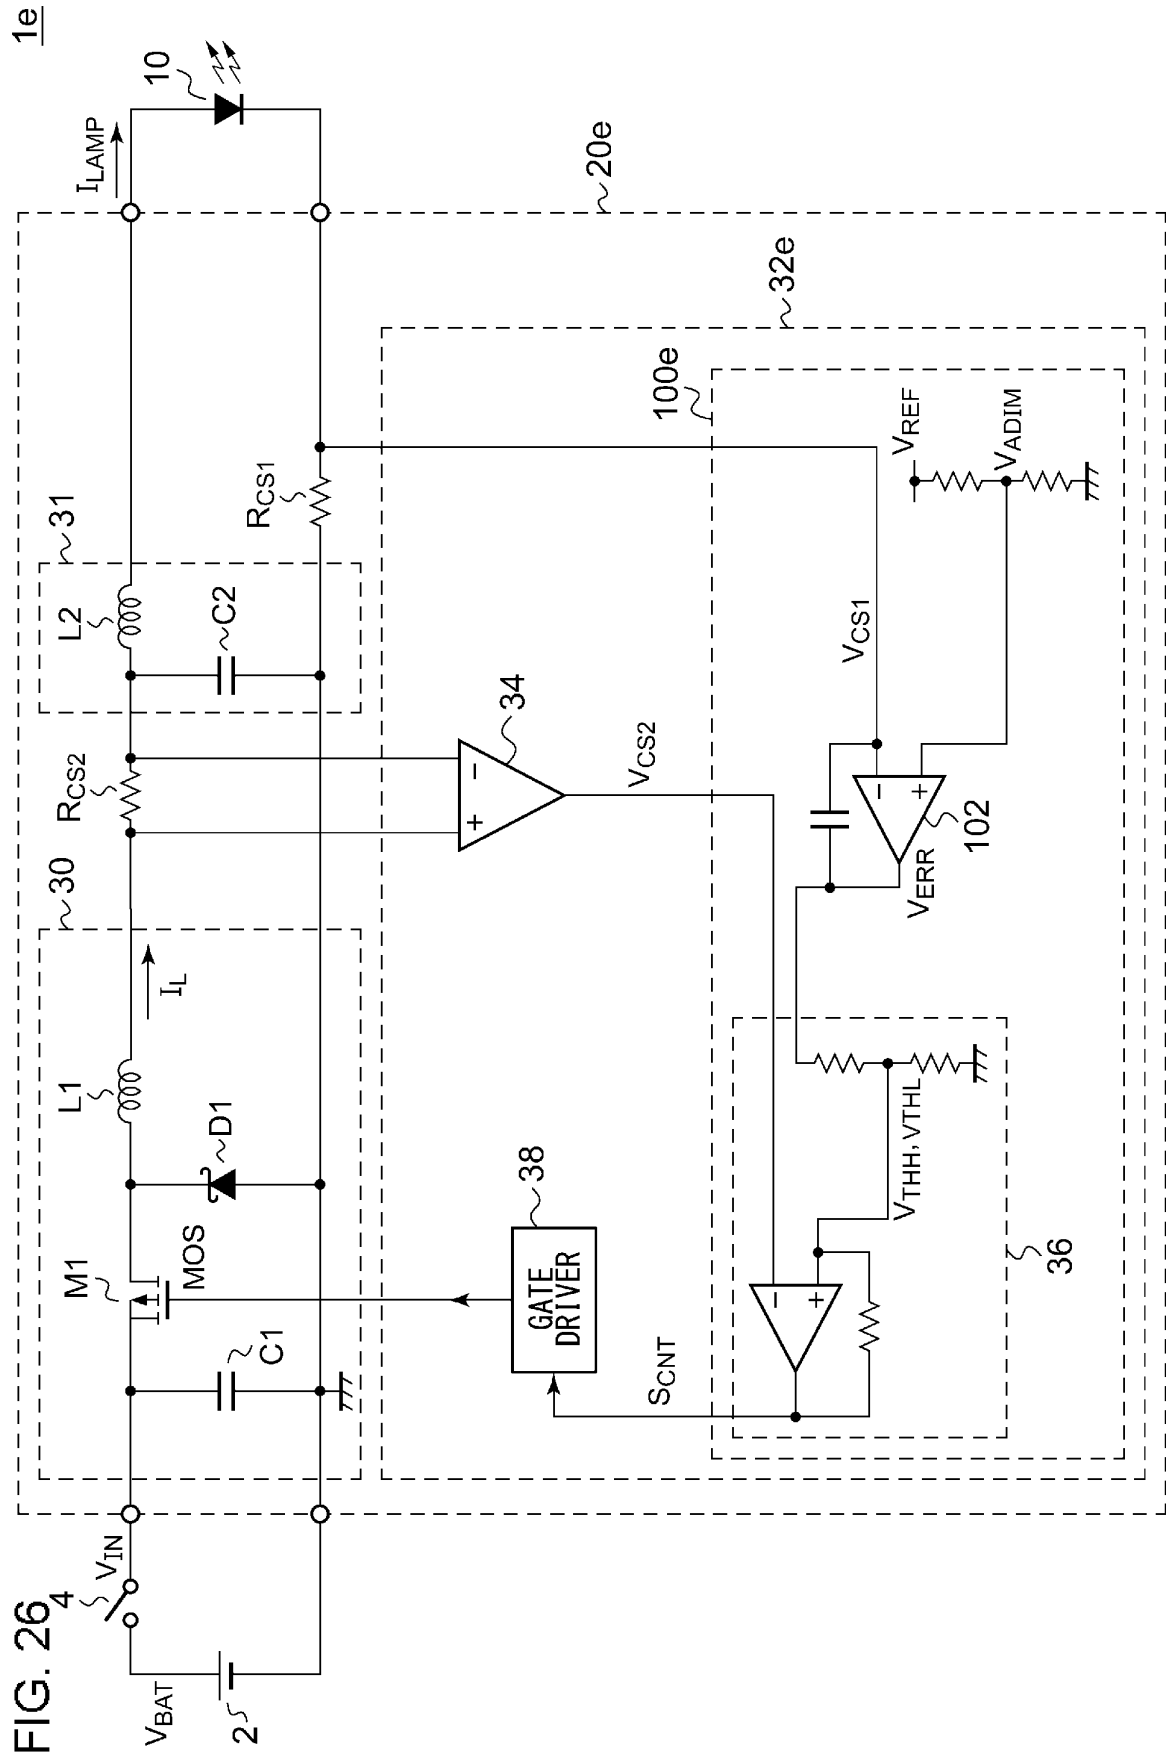 FIG. 26
1e
4
VIN
VBAT
2
M1
MOS
C1
D1
L1
IL
30
RCS2
L2
C2
31
RCS1
ILAMP
10
20e
32e
34
VCS2
38
GATE
DRIVER
SCNT
100e
VREF
VADIM
VCS1
102
VERR
VTHH, VTHL
36
+
−
−
+
−
+